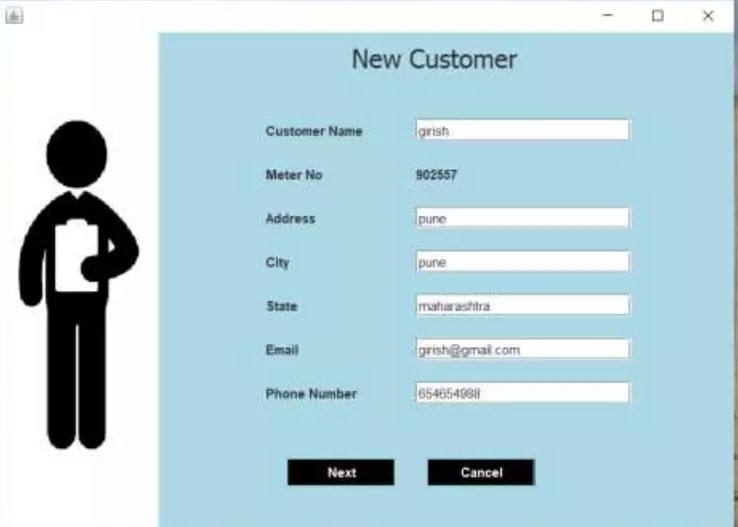 New Customer
Customer Name girish
Meter No 902557
Address pune
City pune
State maharashtra
Email girish@gmail.com
Phone Number 654654988
Next Cancel